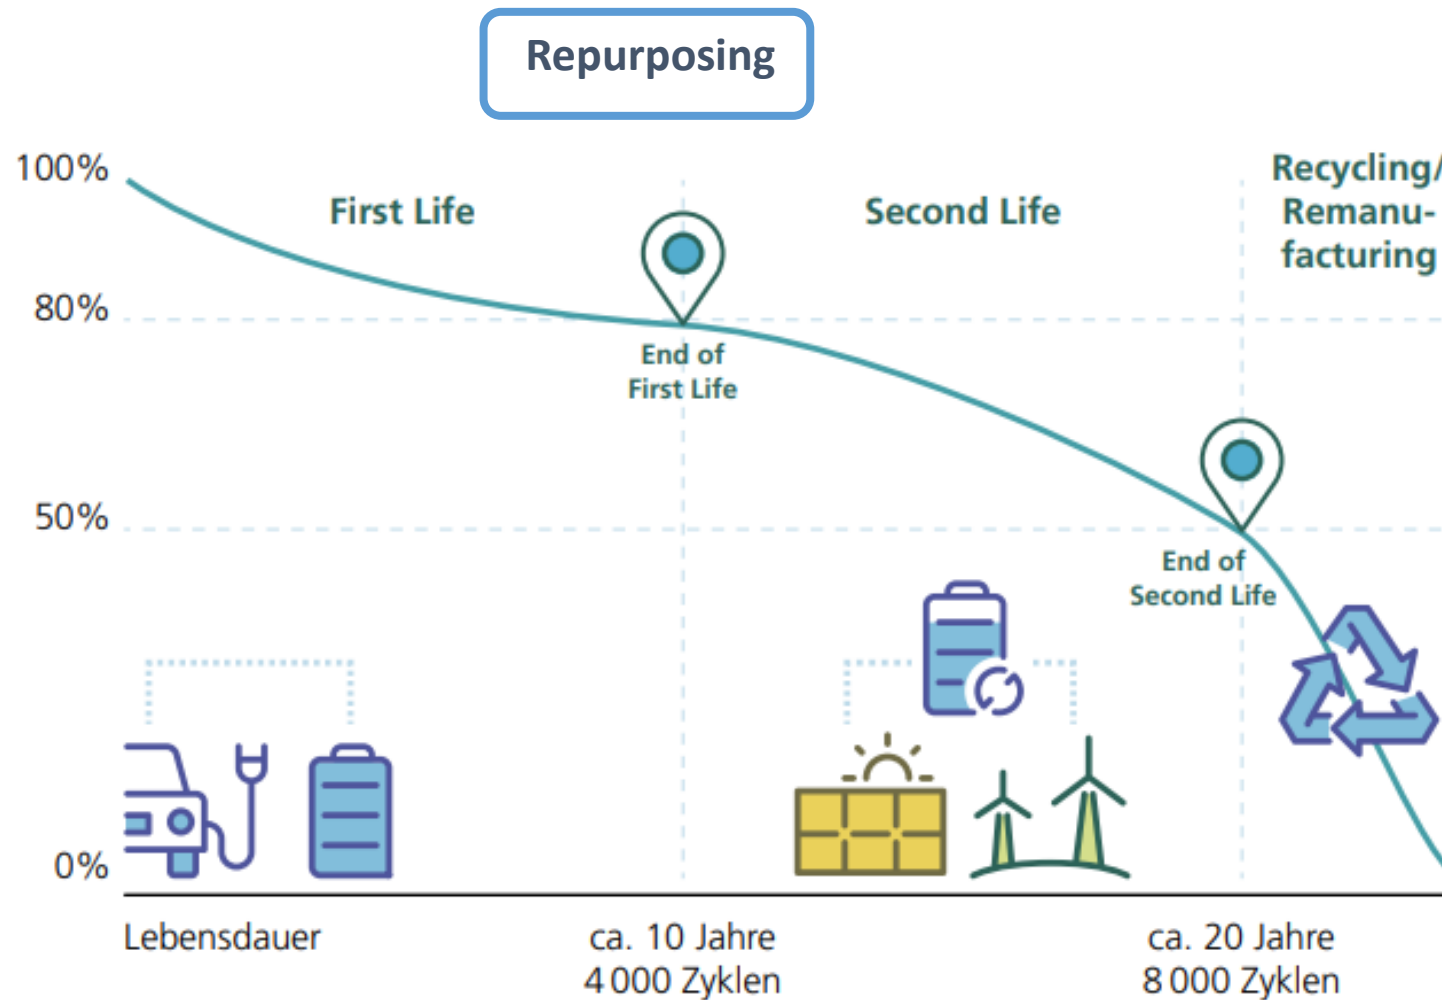 Repurposing
100%
First Life
Second Life
Recycling/
Remanu-
facturing
80%
End of
First Life
50%
End of
Second Life
0%
Lebensdauer
ca. 10 Jahre
4 000 Zyklen
ca. 20 Jahre
8 000 Zyklen